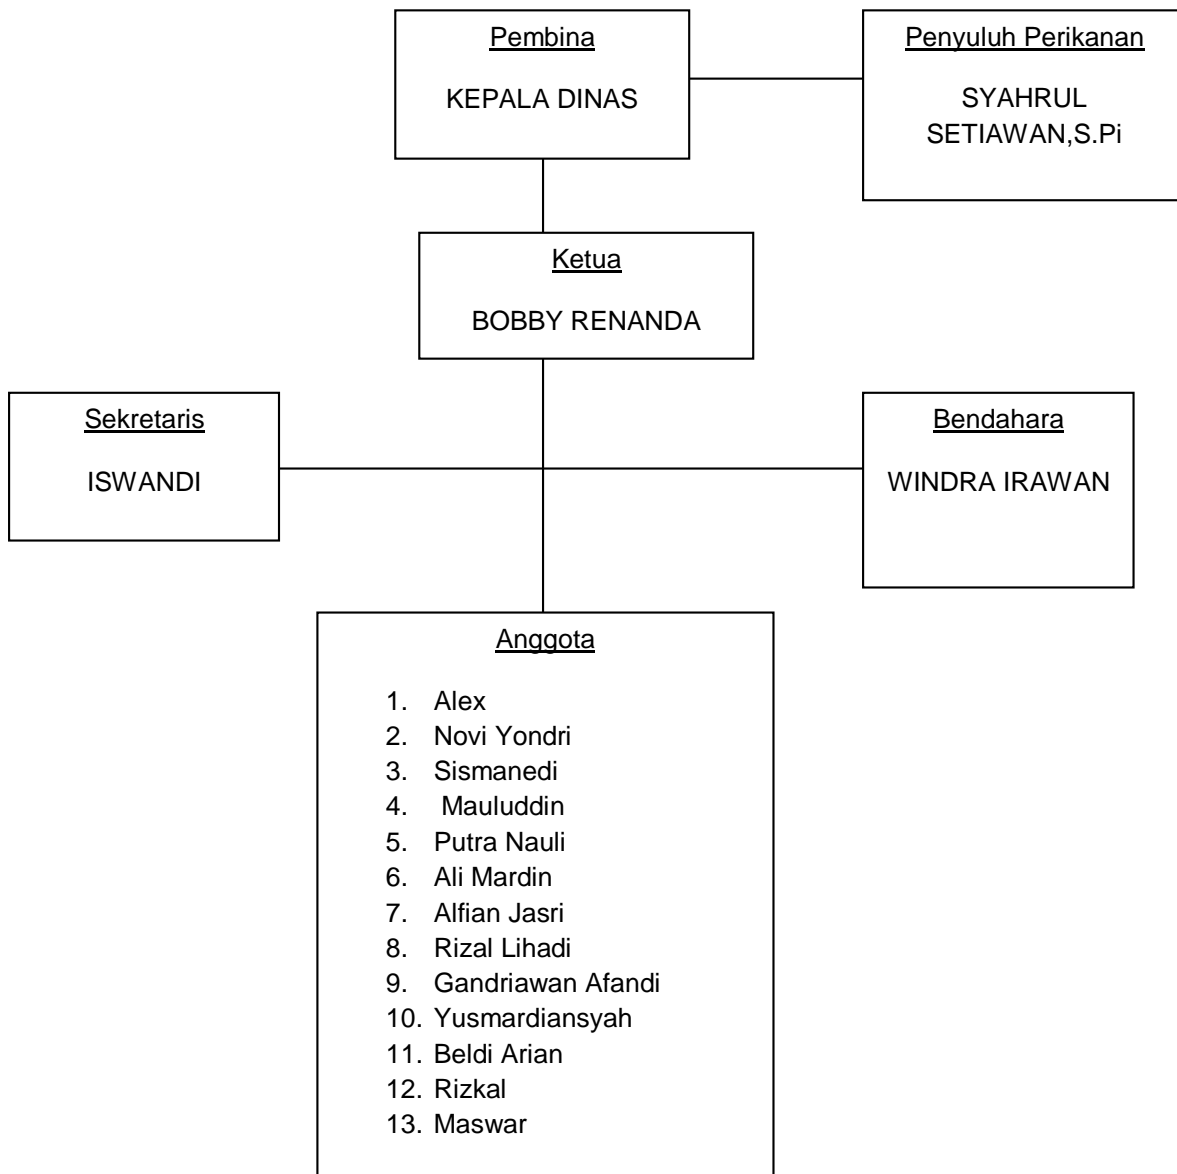 Pembina
KEPALA DINAS
Penyuluh Perikanan
SYAHRUL
SETIAWAN,S.Pi
Ketua
BOBBY RENANDA
Sekretaris
ISWANDI
Bendahara
WINDRA IRAWAN
Anggota
1. Alex
2. Novi Yondri
3. Sismanedi
4. Mauluddin
5. Putra Nauli
6. Ali Mardin
7. Alfian Jasri
8. Rizal Lihadi
9. Gandriawan Afandi
10. Yusmardiansyah
11. Beldi Arian
12. Rizkal
13. Maswar